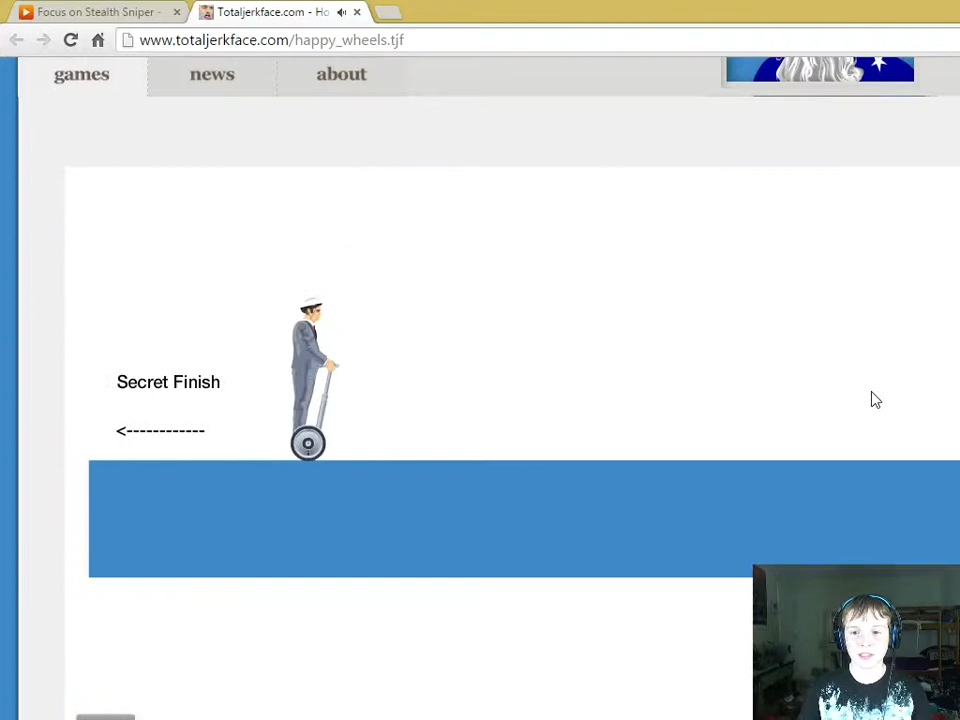 Focus on Stealth Sniper -
Totaljerkface.com - Ho
www.totaljerkface.com/happy_wheels.tjf
games
news
about
Secret Finish
<------------